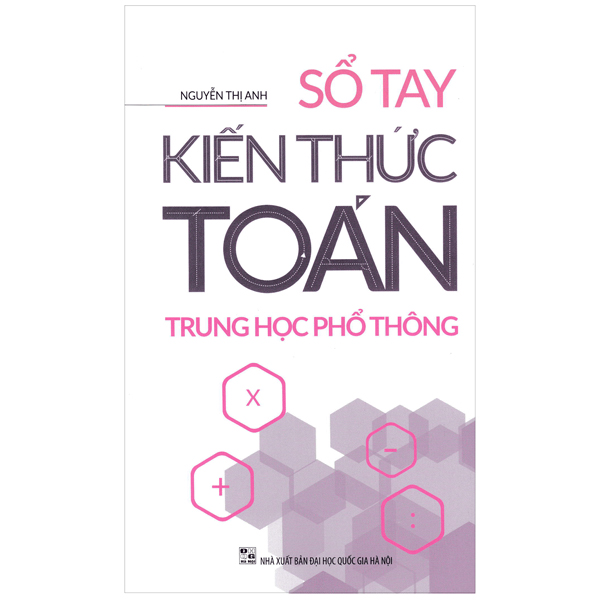 NGUYỄN THỊ ANH
SỔ TAY
KIẾN THỨC
TOÁN
TRUNG HỌC PHỔ THÔNG
x
−
+
:
NHÀ XUẤT BẢN ĐẠI HỌC QUỐC GIA HÀ NỘI